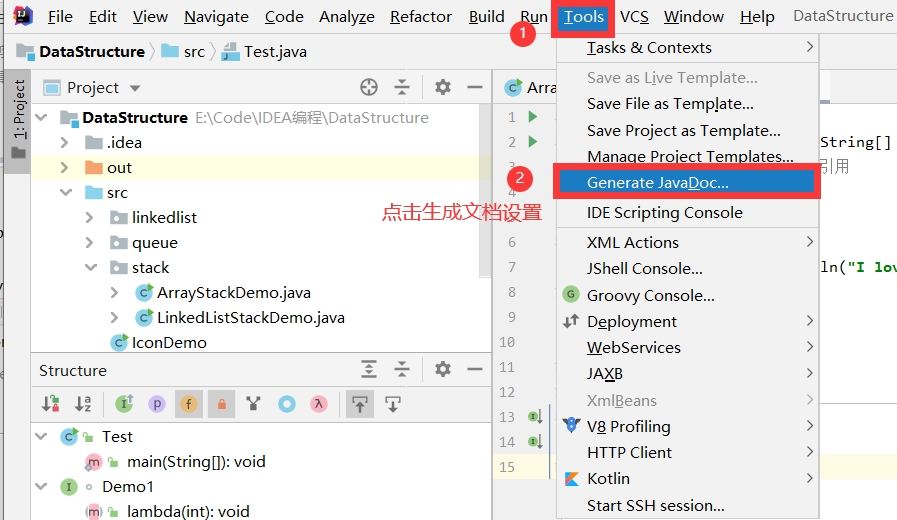 File Edit View Navigate Code Analyze Refactor Build Run Tools VCS Window Help DataStructure
DataStructure src Test.java
1
Project
1: Project
DataStructure E:\Code\IDEA编程\DataStructure
.idea
out
src
linkedlist
queue
stack
ArrayStackDemo.java
LinkedListStackDemo.java
IconDemo
Structure
Test
main(String[]): void
Demo1
lambda(int): void
Arra
1
2
String[]
引用
2
点击生成文档设置
6
7
ln("I lov
8
9
10
11
12
13
14
15
Tasks & Contexts
Save as Live Template...
Save File as Template...
Save Project as Template...
Manage Project Templates...
Generate JavaDoc...
IDE Scripting Console
XML Actions
JShell Console...
Groovy Console...
Deployment
WebServices
JAXB
XmlBeans
V8 Profiling
HTTP Client
Kotlin
Start SSH session...